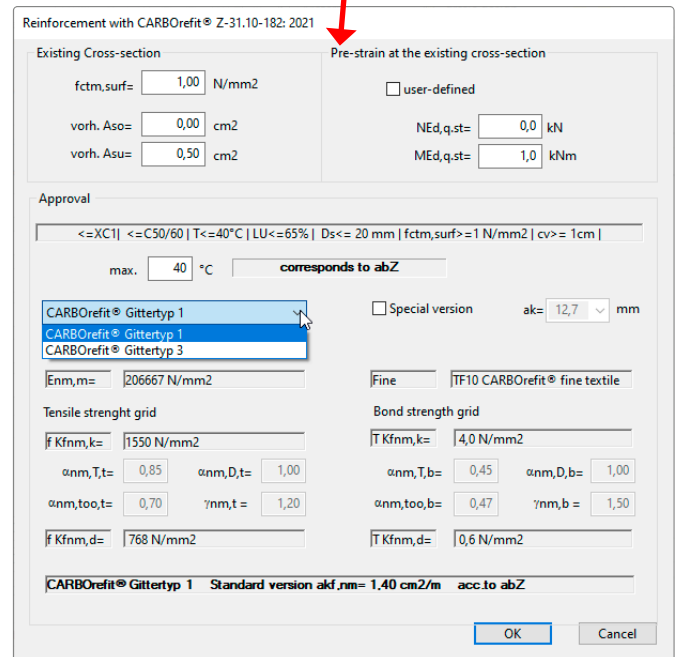 Reinforcement with CARBOrefit® Z-31.10-182: 2021
Existing Cross-section
Pre-strain at the existing cross-section
fctm,surf= 1,00 N/mm2
user-defined
vorh. Aso= 0,00 cm2
NEd,q.st= 0,0 kN
vorh. Asu= 0,50 cm2
MEd,q.st= 1,0 kNm
Approval
<=XC1| <=C50/60 | T<=40°C | LU<=65% | Ds<= 20 mm | fctm,surf>=1 N/mm2 | cv>= 1cm |
max. 40 °C corresponds to abZ
CARBOrefit® Gittertyp 1
Special version ak= 12,7 mm
CARBOrefit® Gittertyp 1
CARBOrefit® Gittertyp 3
Enm,m= 206667 N/mm2
Fine TF10 CARBOrefit® fine textile
Tensile strenght grid
Bond strength grid
f Kfnm,k= 1550 N/mm2
T Kfnm,k= 4,0 N/mm2
αnm,T,t= 0,85 αnm,D,t= 1,00
αnm,T,b= 0,45 αnm,D,b= 1,00
αnm,too,t= 0,70 γnm,t = 1,20
αnm,too,b= 0,47 γnm,b = 1,50
f Kfnm,d= 768 N/mm2
T Kfnm,d= 0,6 N/mm2
CARBOrefit® Gittertyp 1 Standard version akf,nm= 1,40 cm2/m acc.to abZ
OK Cancel